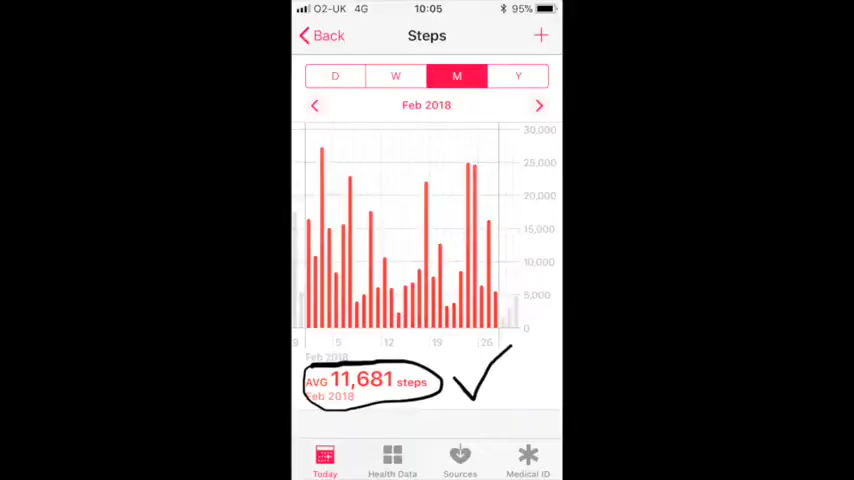 O2-UK 4G 10:05 95%
Back Steps +
D W M Y
Feb 2018
30,000
25,000
20,000
15,000
10,000
5,000
0
9 5 12 19 26
Feb 2018
AVG 11,681 steps
Feb 2018
Today Health Data Sources Medical ID